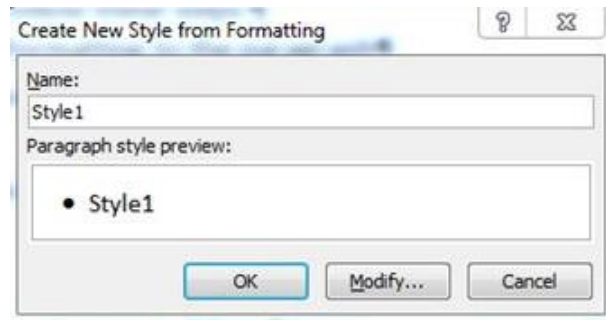 Create New Style from Formatting
Name:
Style1
Paragraph style preview:
• Style1
OK Modify... Cancel